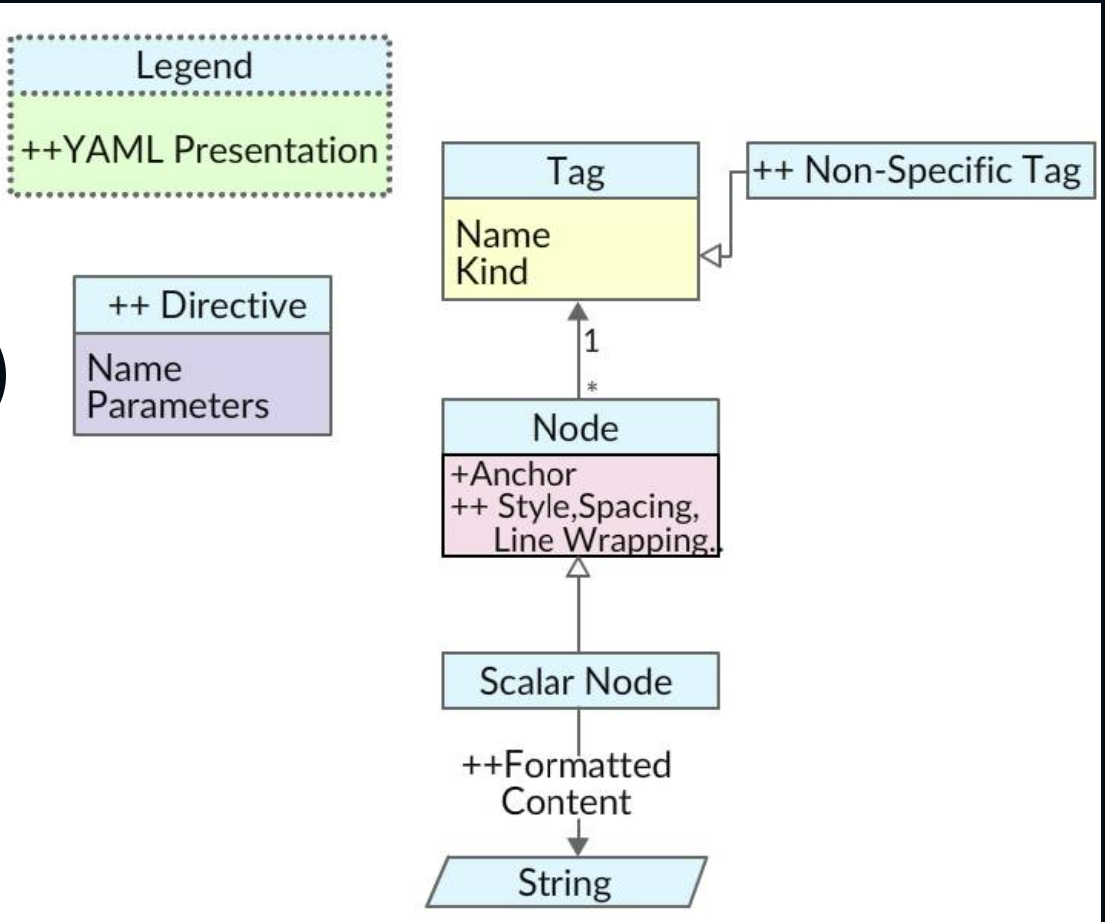 Legend
++YAML Presentation
Tag
Name
Kind
++ Non-Specific Tag
++ Directive
Name
Parameters
1
*
Node
+Anchor
++ Style,Spacing,
Line Wrapping..
Scalar Node
++Formatted
Content
String